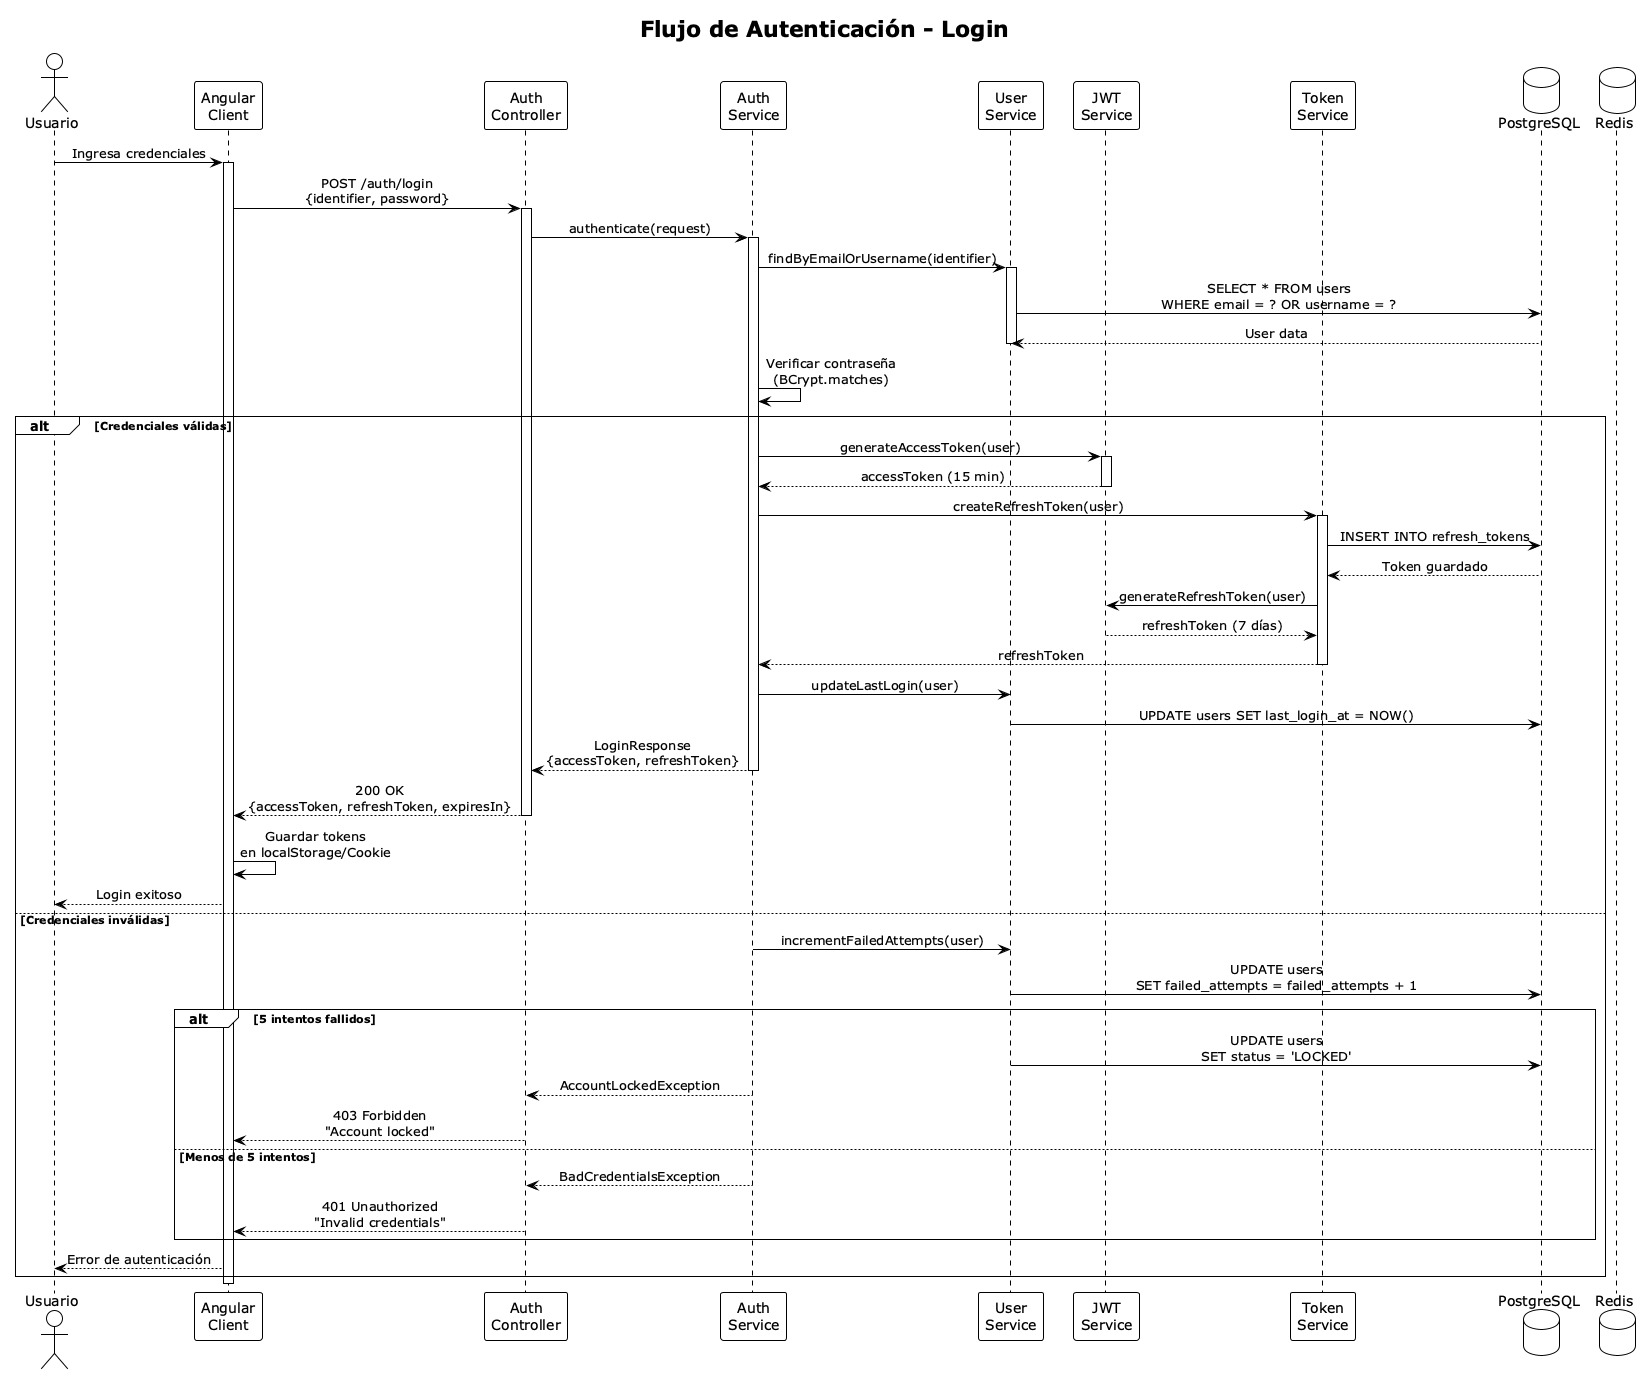 Flujo de Autenticación - Login
Usuario
Angular
Client
Auth
Controller
Auth
Service
User
Service
JWT
Service
Token
Service
PostgreSQL
Redis
Ingresa credenciales
POST /auth/login
{identifier, password}
authenticate(request)
findByEmailOrUsername(identifier)
SELECT * FROM users
WHERE email = ? OR username = ?
User data
Verificar contraseña
(BCrypt.matches)
alt [Credenciales válidas]
generateAccessToken(user)
accessToken (15 min)
createRefreshToken(user)
INSERT INTO refresh_tokens
Token guardado
generateRefreshToken(user)
refreshToken (7 días)
refreshToken
updateLastLogin(user)
UPDATE users SET last_login_at = NOW()
LoginResponse
{accessToken, refreshToken}
200 OK
{accessToken, refreshToken, expiresIn}
Guardar tokens
en localStorage/Cookie
Login exitoso
[Credenciales inválidas]
incrementFailedAttempts(user)
UPDATE users
SET failed_attempts = failed_attempts + 1
alt [5 intentos fallidos]
UPDATE users
SET status = 'LOCKED'
AccountLockedException
403 Forbidden
"Account locked"
[Menos de 5 intentos]
BadCredentialsException
401 Unauthorized
"Invalid credentials"
Error de autenticación
Usuario
Angular
Client
Auth
Controller
Auth
Service
User
Service
JWT
Service
Token
Service
PostgreSQL
Redis